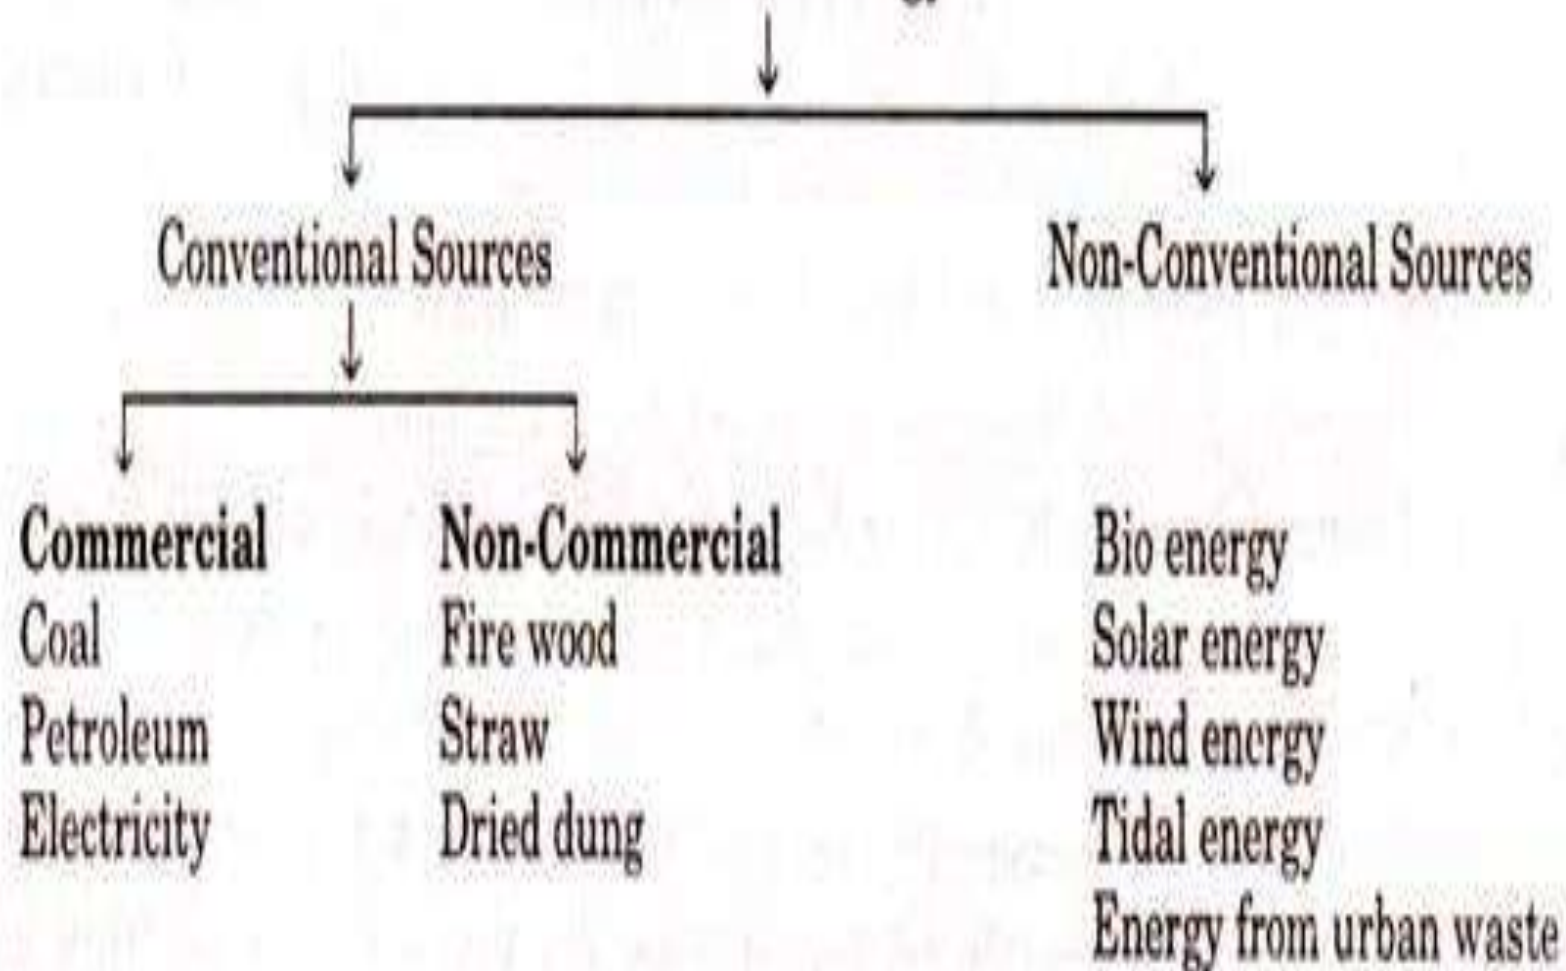 Conventional Sources
Non-Conventional Sources
Commercial
Coal
Petroleum
Electricity
Non-Commercial
Fire wood
Straw
Dried dung
Bio energy
Solar energy
Wind encrgy
Tidal energy
Energy from urban waste